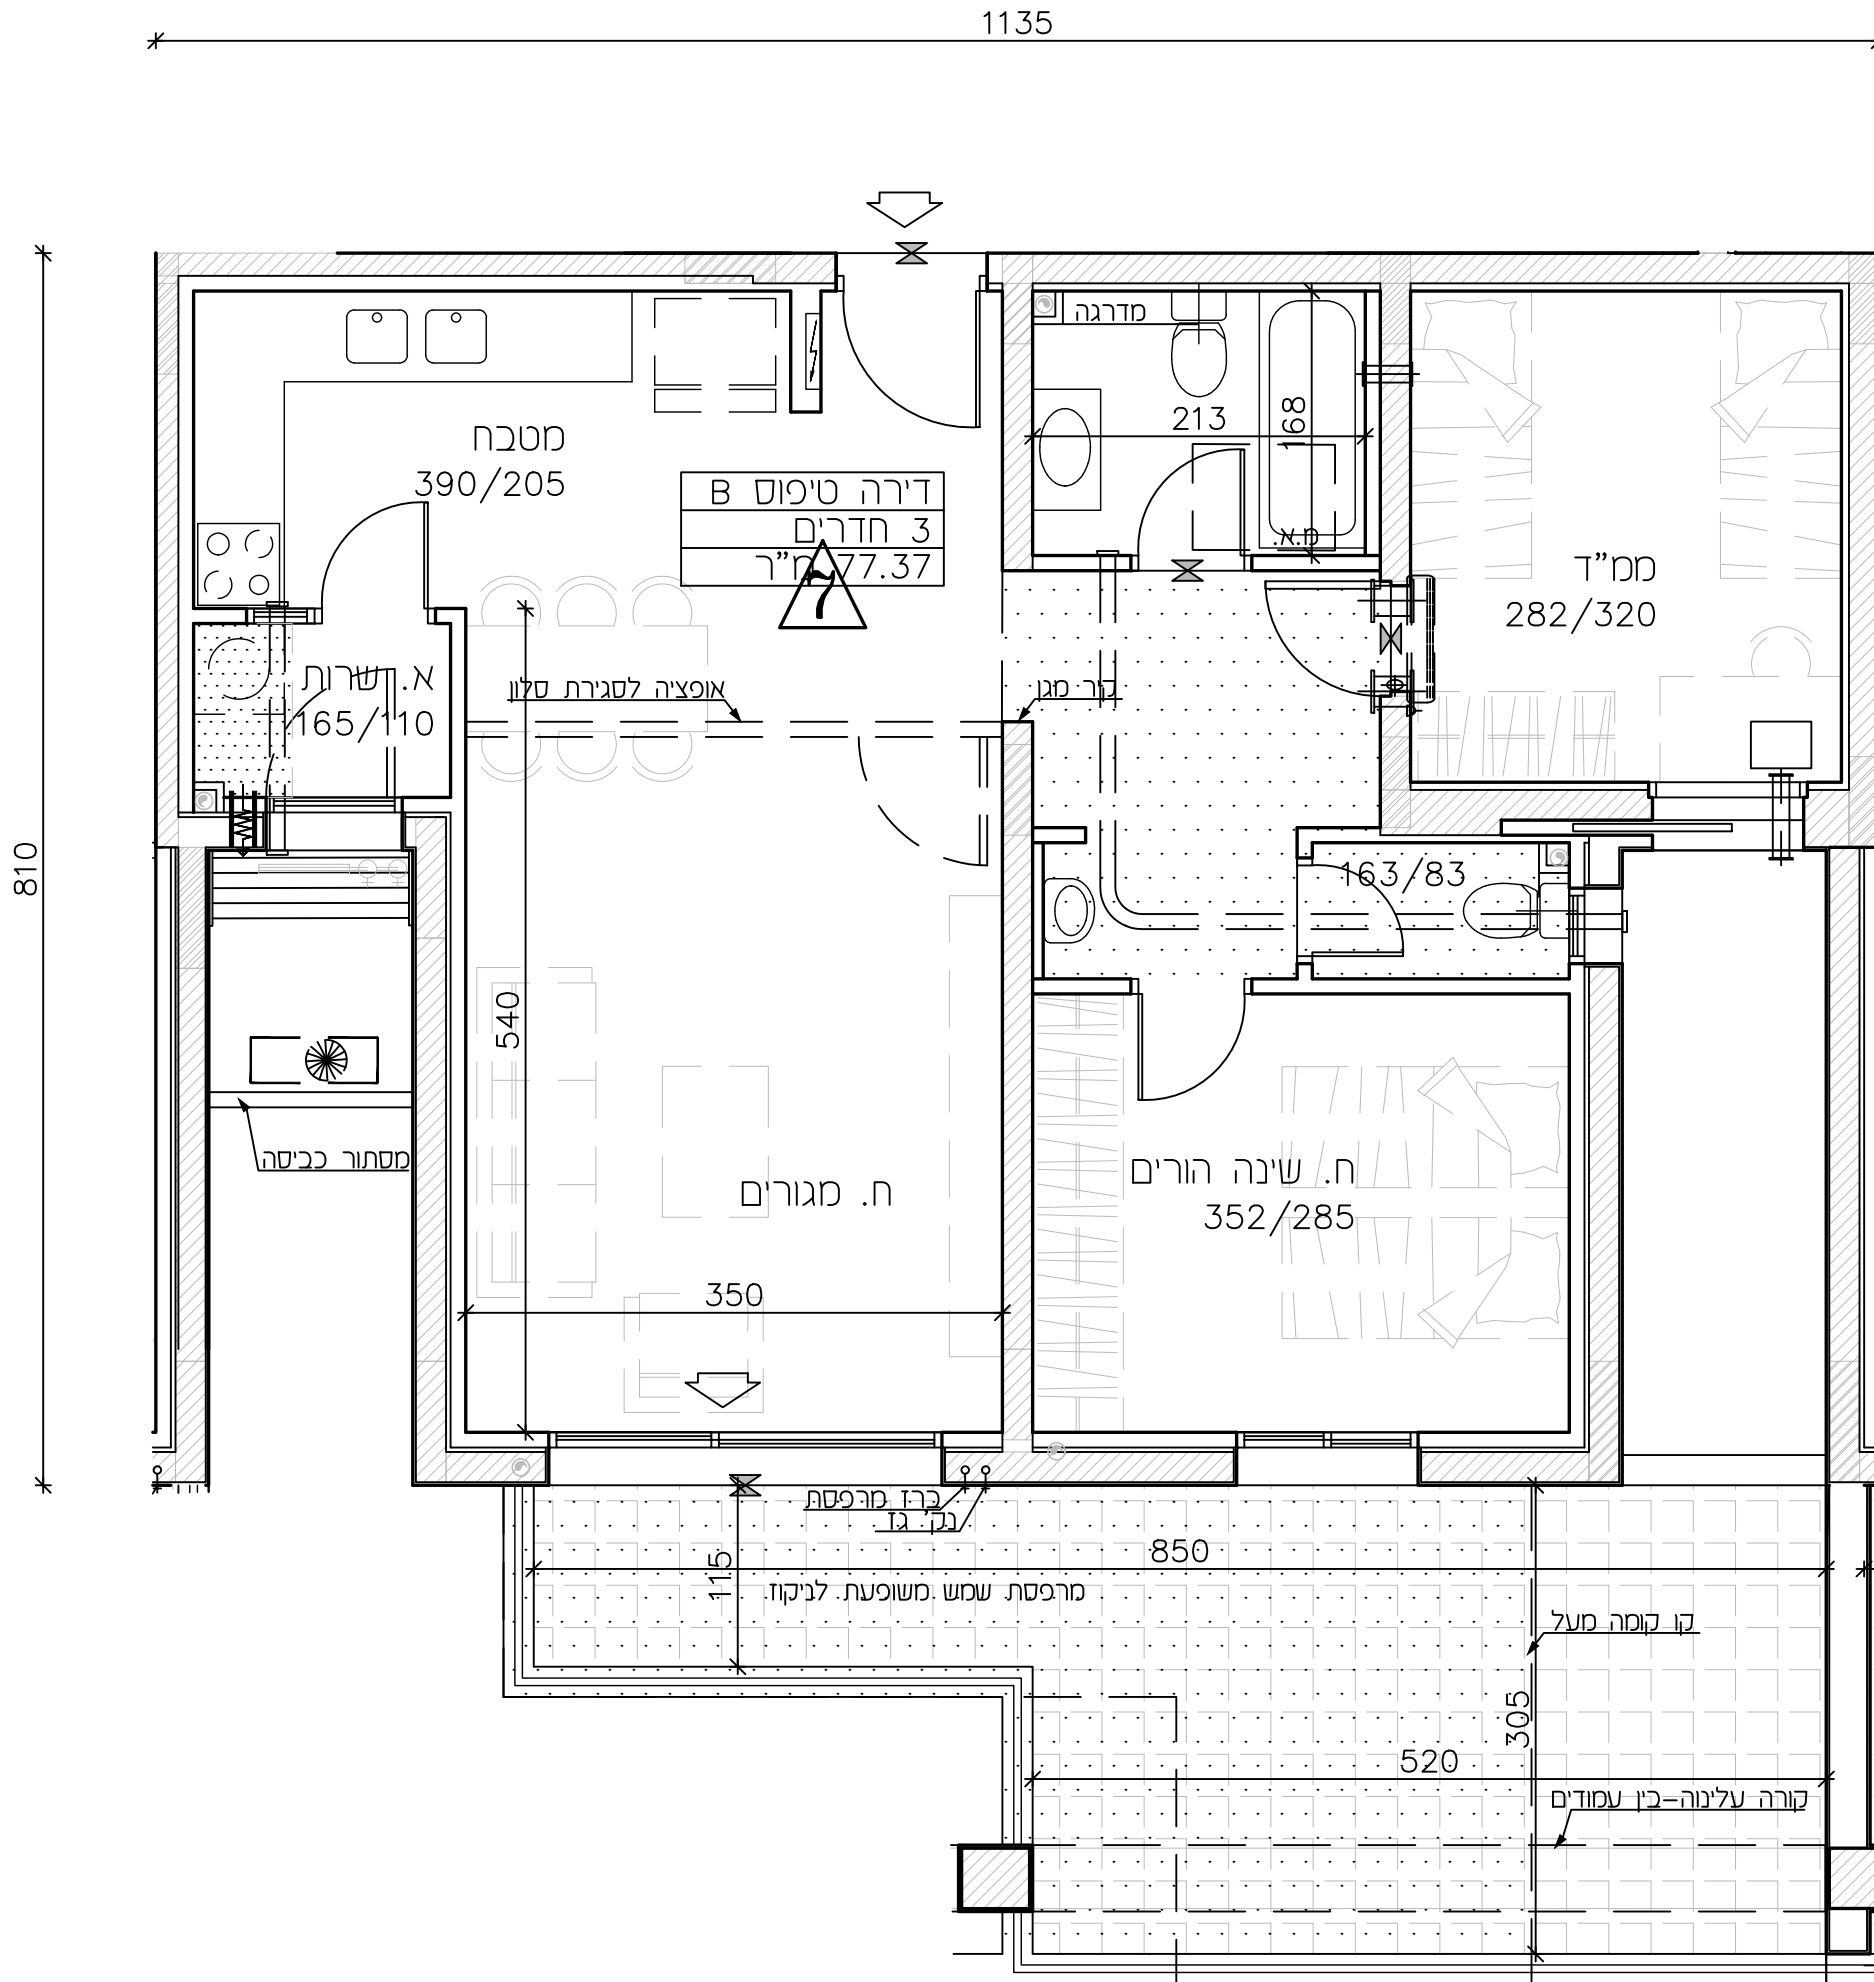 1135
810
מדרגה
213
168
מטבח
390/205
דירה טיפוס B
3 חדרים
77.37 מ"ר
7
מ.א.
ממ"ד
282/320
א. שרות
165/110
אופציה לסגירת סלון
קיר מגן
163/83
540
מסתור כביסה
ח. מגורים
350
ח. שינה הורים
352/285
ברז מרפסת
נק' גז
850
115
מרפסת שמש משופעת לניקוז
קו קומה מעל
305
520
קורה עלינוה-בין עמודים